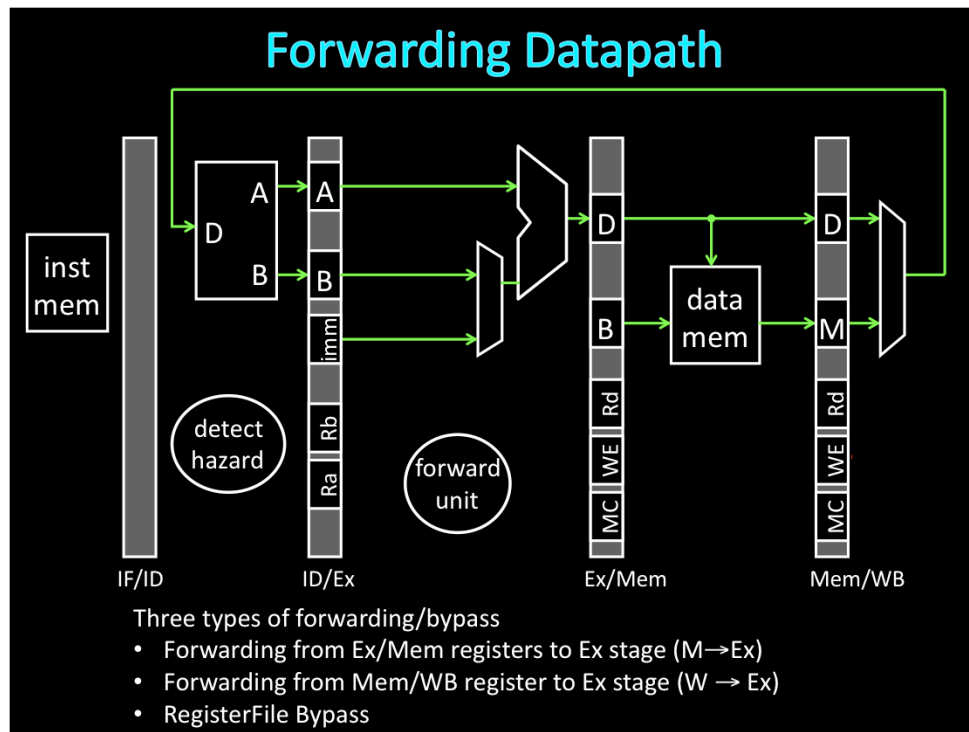 Forwarding Datapath
inst
mem
D
A
B
A
B
imm
Rb
Ra
detect
hazard
forward
unit
D
B
Rd
WE
MC
data
mem
D
M
Rd
WE
MC
IF/ID
ID/Ex
Ex/Mem
Mem/WB
Three types of forwarding/bypass
• Forwarding from Ex/Mem registers to Ex stage (M→Ex)
• Forwarding from Mem/WB register to Ex stage (W → Ex)
• RegisterFile Bypass